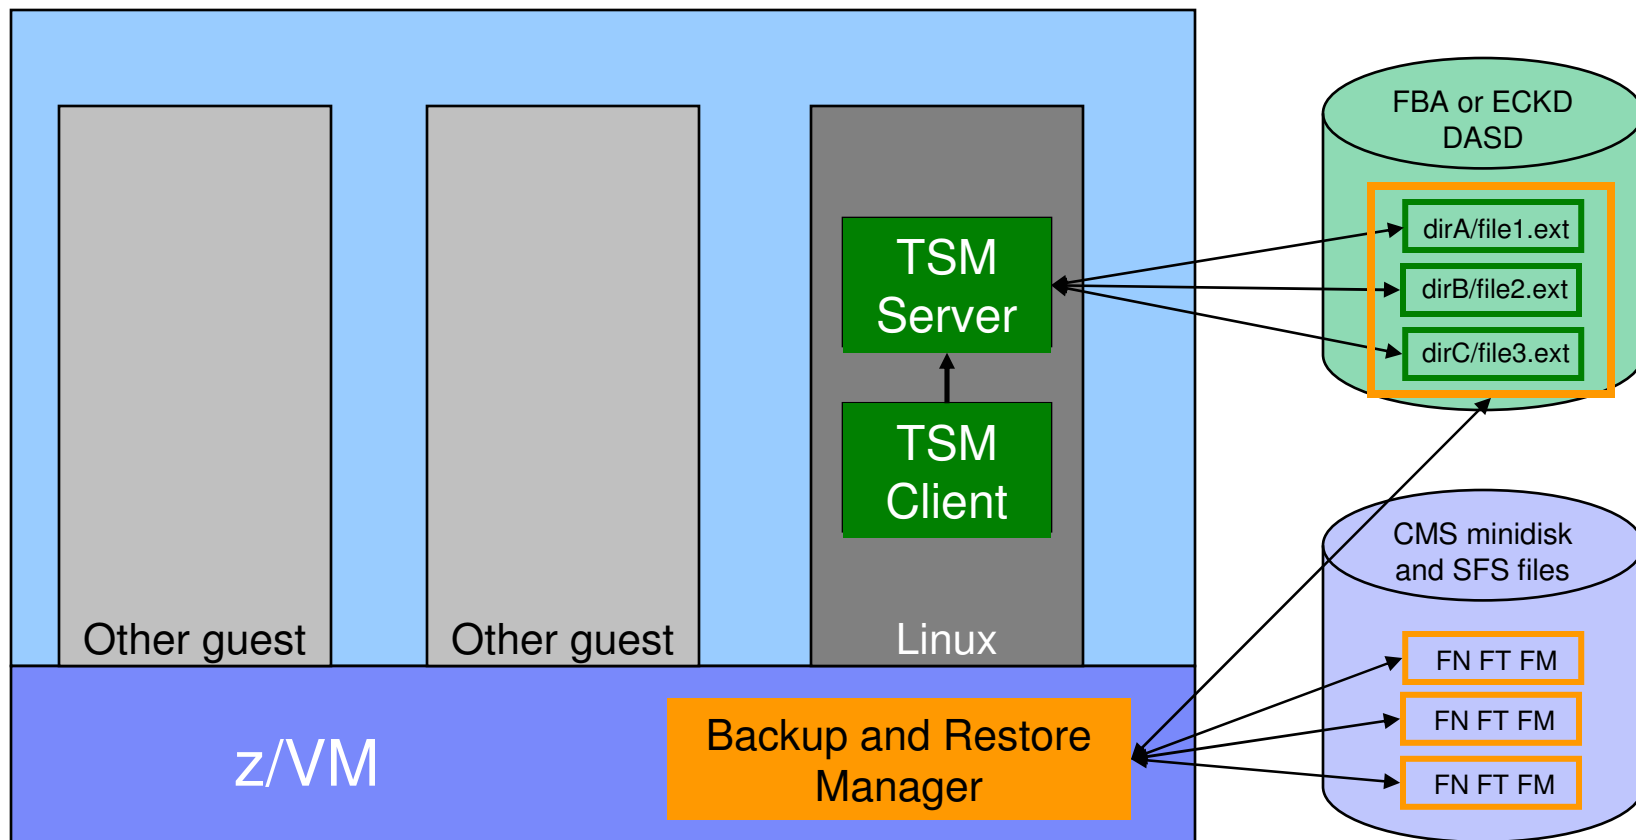 FBA or ECKD
DASD
dirA/file1.ext
dirB/file2.ext
dirC/file3.ext
TSM
Server
TSM
Client
Other guest
Other guest
Linux
CMS minidisk
and SFS files
FN FT FM
FN FT FM
FN FT FM
z/VM
Backup and Restore
Manager